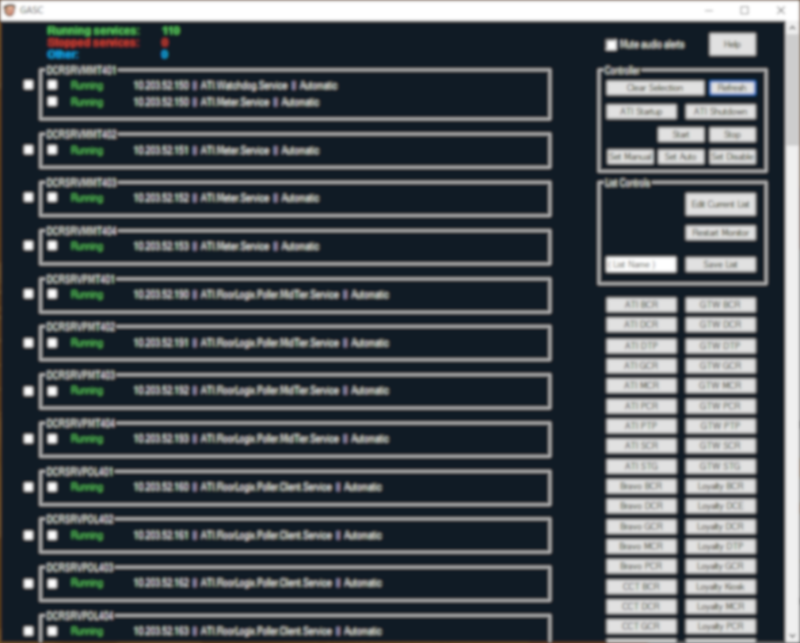 GASC
Running services: 110
Stopped services: 0
Other: 0
Mute audio alerts
Help
DCRSRVMMT401
Running 10.203.52.150 | ATI.Watchdog.Service | Automatic
Running 10.203.52.150 | ATI.Meter.Service | Automatic
DCRSRVMMT402
Running 10.203.52.151 | ATI.Meter.Service | Automatic
DCRSRVMMT403
Running 10.203.52.152 | ATI.Meter.Service | Automatic
DCRSRVMMT404
Running 10.203.52.153 | ATI.Meter.Service | Automatic
DCRSRVPMT401
Running 10.203.52.190 | ATI.FloorLogix.Poller.MidTier.Service | Automatic
DCRSRVPMT402
Running 10.203.52.191 | ATI.FloorLogix.Poller.MidTier.Service | Automatic
DCRSRVPMT403
Running 10.203.52.192 | ATI.FloorLogix.Poller.MidTier.Service | Automatic
DCRSRVPMT404
Running 10.203.52.193 | ATI.FloorLogix.Poller.MidTier.Service | Automatic
DCRSRVPOL401
Running 10.203.52.160 | ATI.FloorLogix.Poller.Client.Service | Automatic
DCRSRVPOL402
Running 10.203.52.161 | ATI.FloorLogix.Poller.Client.Service | Automatic
DCRSRVPOL403
Running 10.203.52.162 | ATI.FloorLogix.Poller.Client.Service | Automatic
DCRSRVPOL404
Running 10.203.52.163 | ATI.FloorLogix.Poller.Client.Service | Automatic
Controls
Clear Selection Refresh
ATI Startup ATI Shutdown
Start Stop
Set Manual Set Auto Set Disable
List Controls
Edit Current List
Restart Monitor
( List Name ) Save List
ATI BCR GTW BCR
ATI DCR GTW DCR
ATI DTP GTW DTP
ATI GCR GTW GCR
ATI MCR GTW MCR
ATI PCR GTW PCR
ATI PTP GTW PTP
ATI SCR GTW SCR
ATI STG GTW STG
Bravo BCR Loyalty BCR
Bravo DCR Loyalty DCE
Bravo GCR Loyalty DCR
Bravo MCR Loyalty DTP
Bravo PCR Loyalty GCR
CCT BCR Loyalty Kiosk
CCT DCR Loyalty MCR
CCT GCR Loyalty PCR